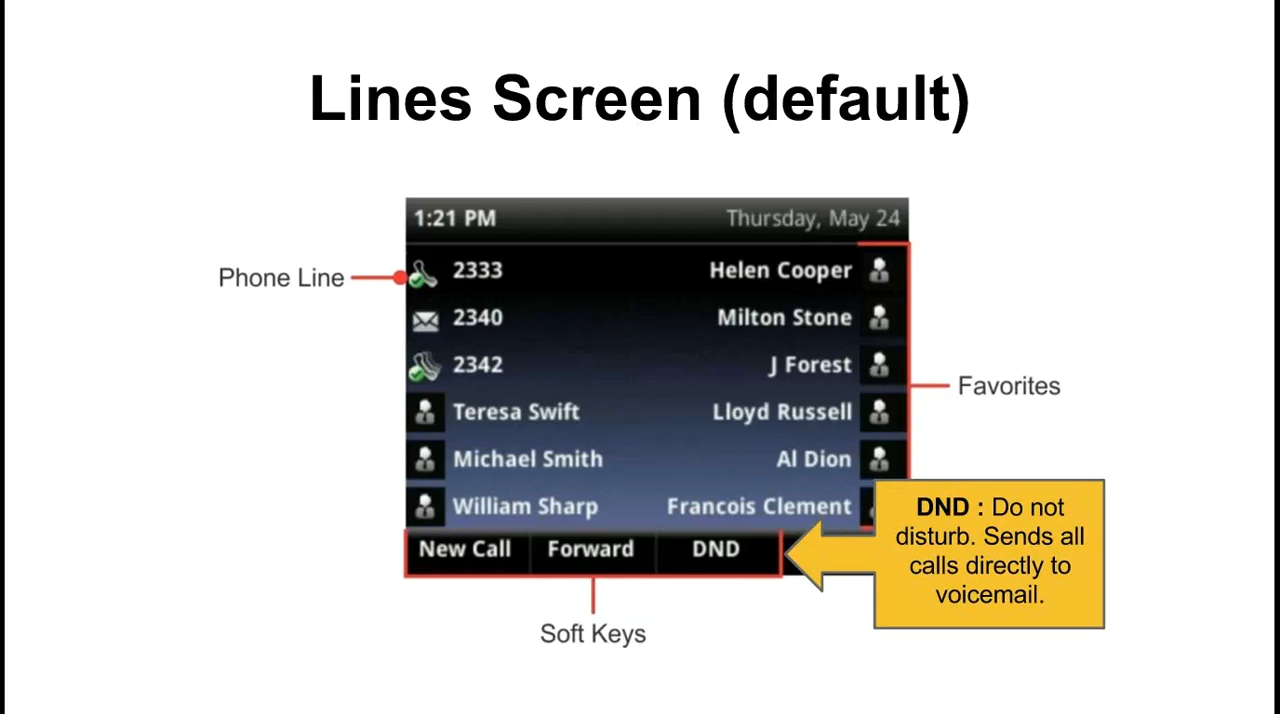 Lines Screen (default)
1:21 PM Thursday, May 24
Phone Line
2333 Helen Cooper
2340 Milton Stone
2342 J Forest
Teresa Swift Lloyd Russell
Michael Smith Al Dion
William Sharp Francois Clement
Favorites
New Call Forward DND
DND : Do not
disturb. Sends all
calls directly to
voicemail.
Soft Keys